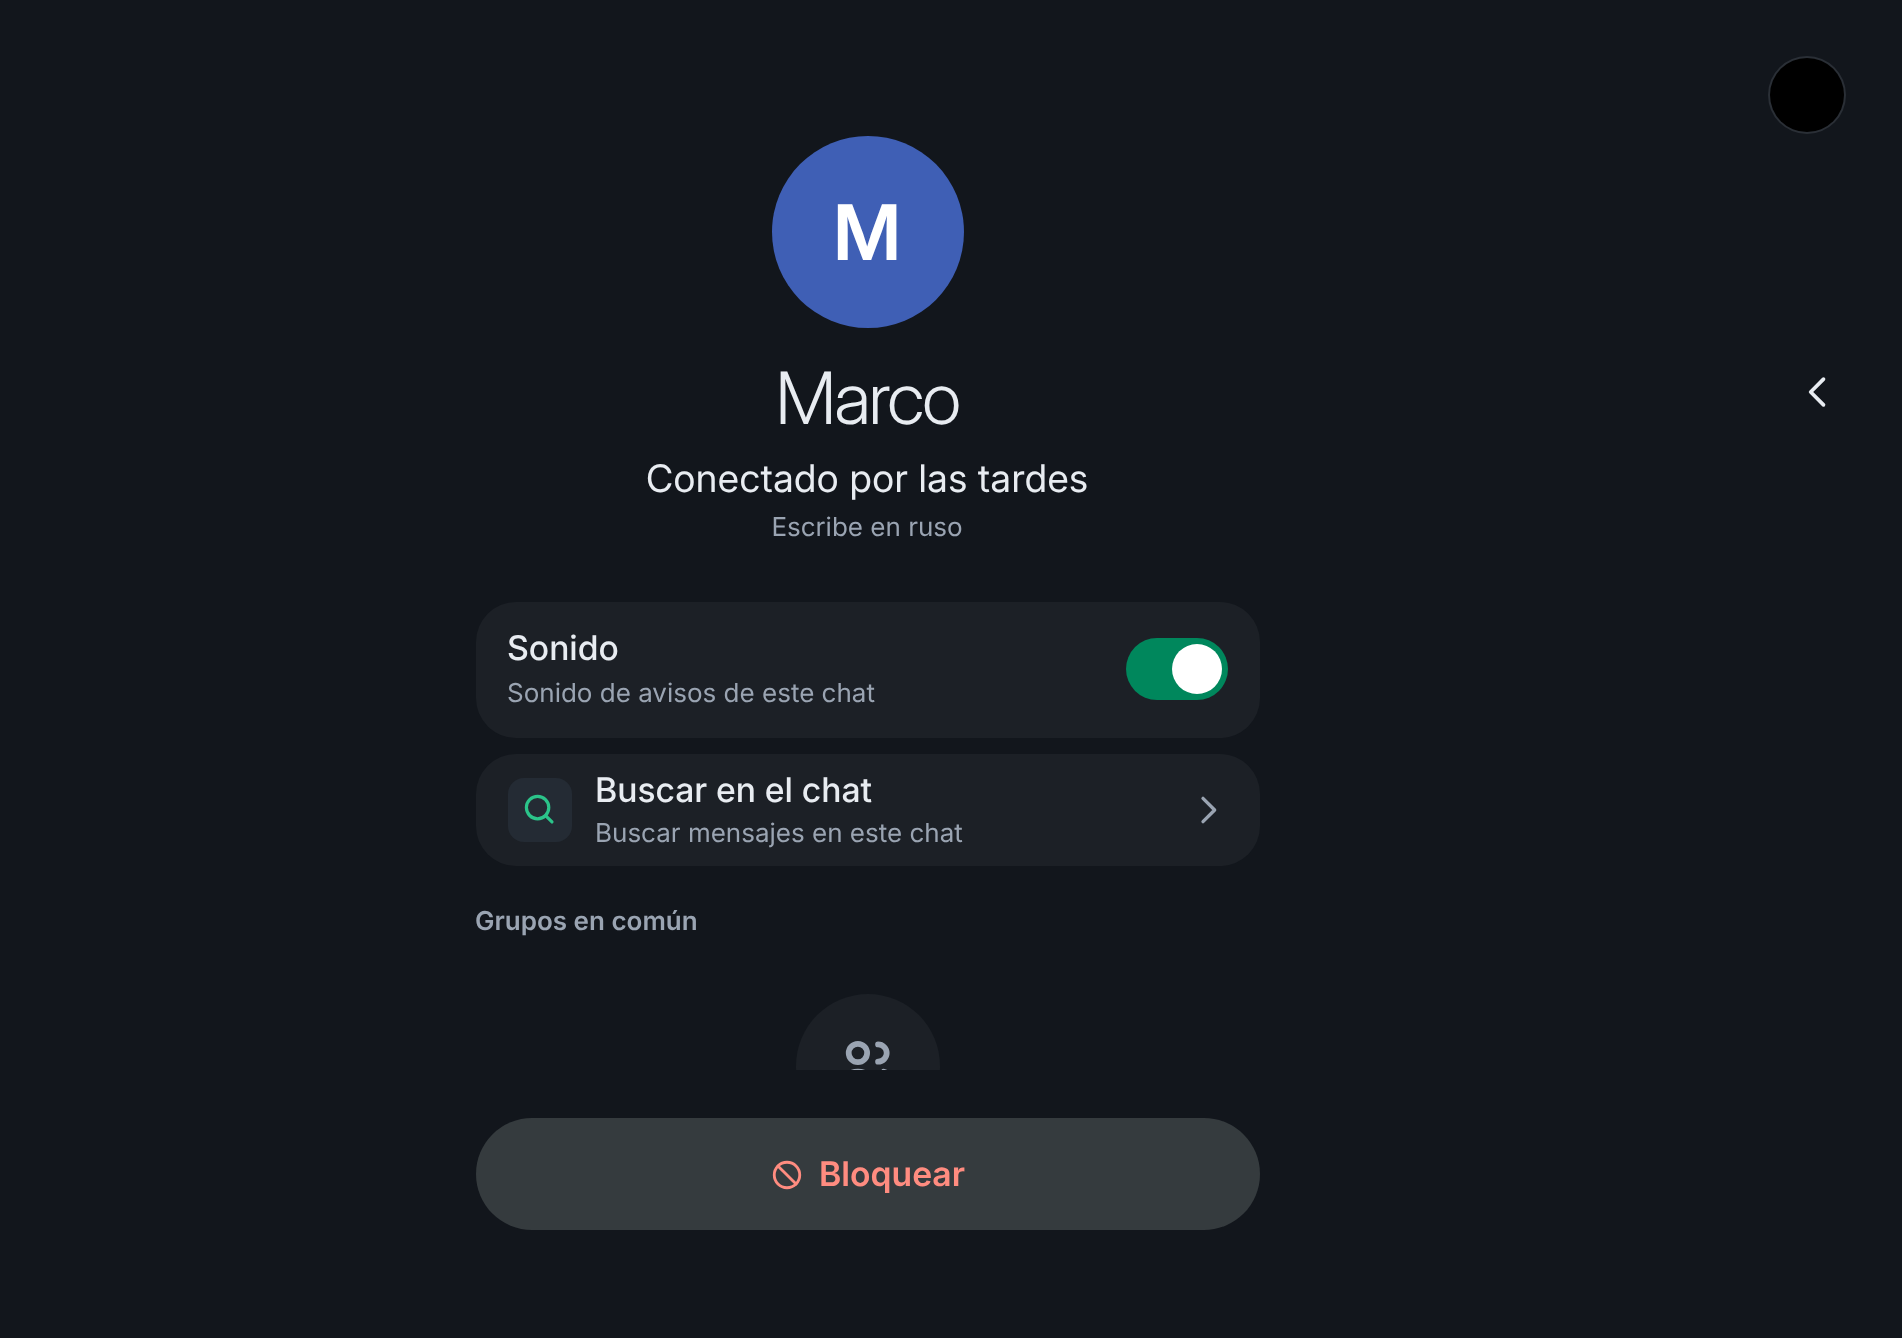 M
Marco
Conectado por las tardes
Escribe en ruso
Sonido
Sonido de avisos de este chat
Buscar en el chat
Buscar mensajes en este chat
Grupos en común
Bloquear